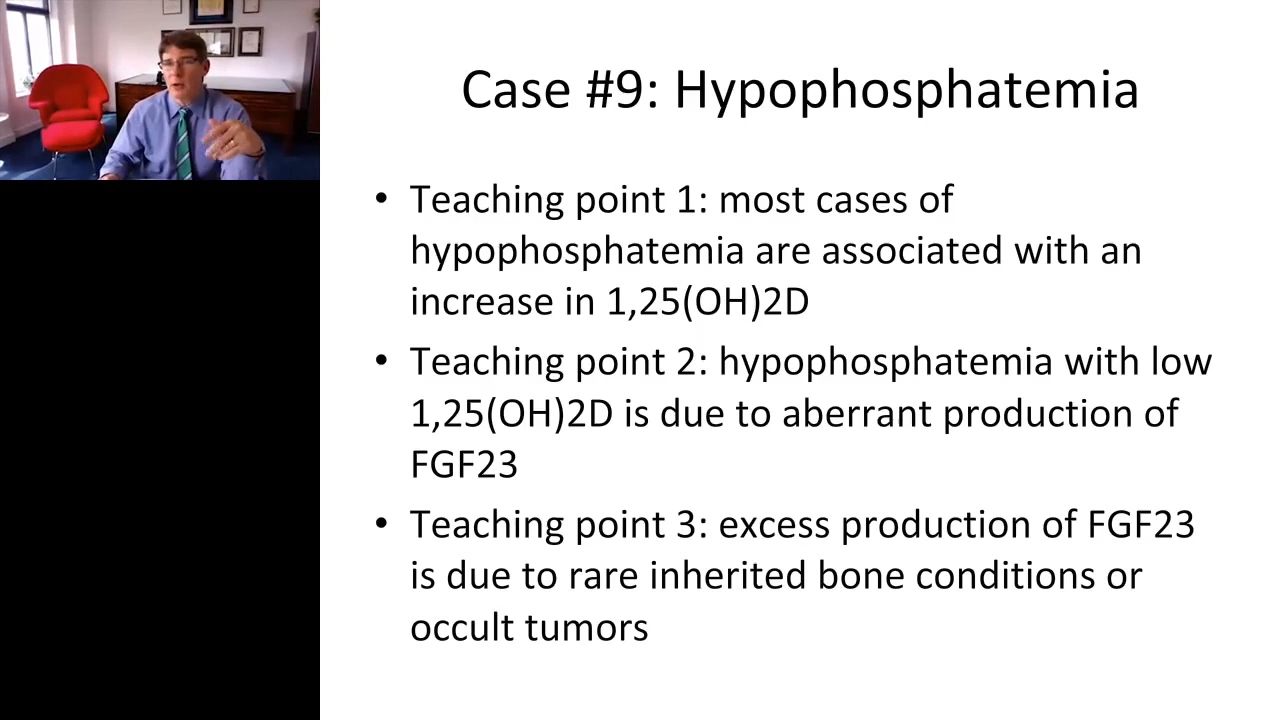 Case #9: Hypophosphatemia
• Teaching point 1: most cases of
hypophosphatemia are associated with an
increase in 1,25(OH)2D
• Teaching point 2: hypophosphatemia with low
1,25(OH)2D is due to aberrant production of
FGF23
• Teaching point 3: excess production of FGF23
is due to rare inherited bone conditions or
occult tumors